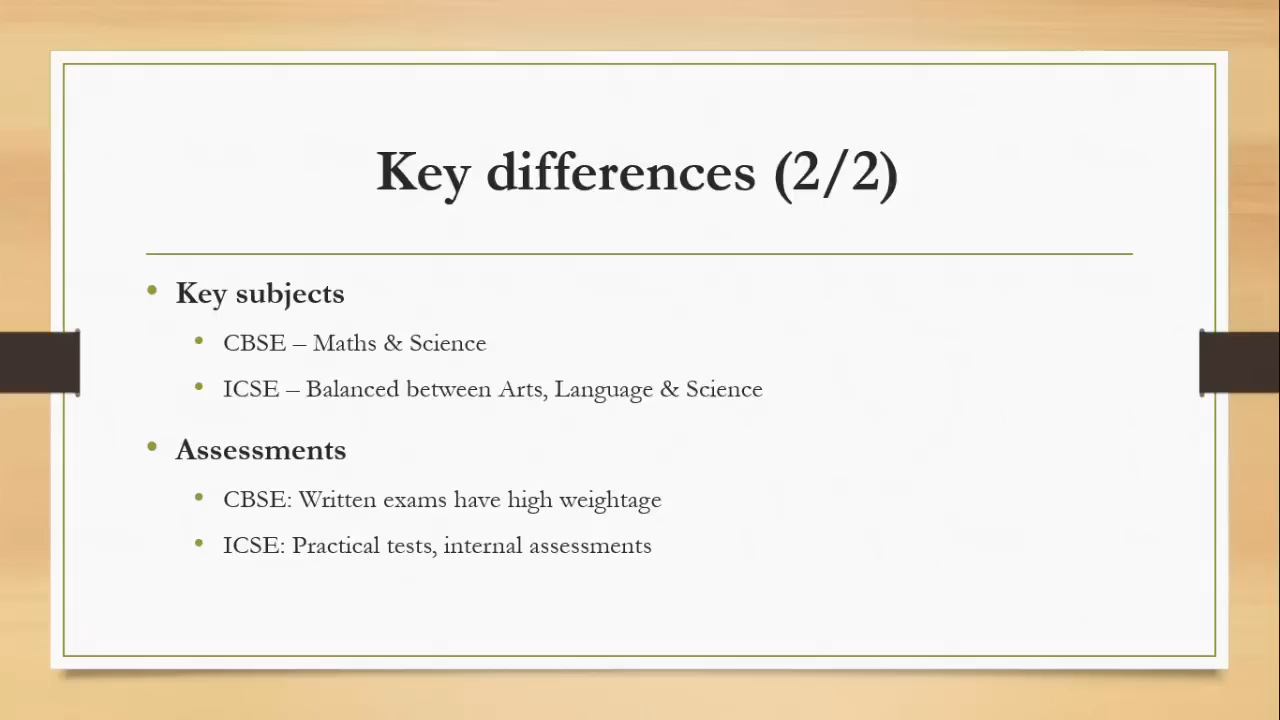 Key differences (2/2)
• Key subjects
• CBSE – Maths & Science
• ICSE – Balanced between Arts, Language & Science
• Assessments
• CBSE: Written exams have high weightage
• ICSE: Practical tests, internal assessments